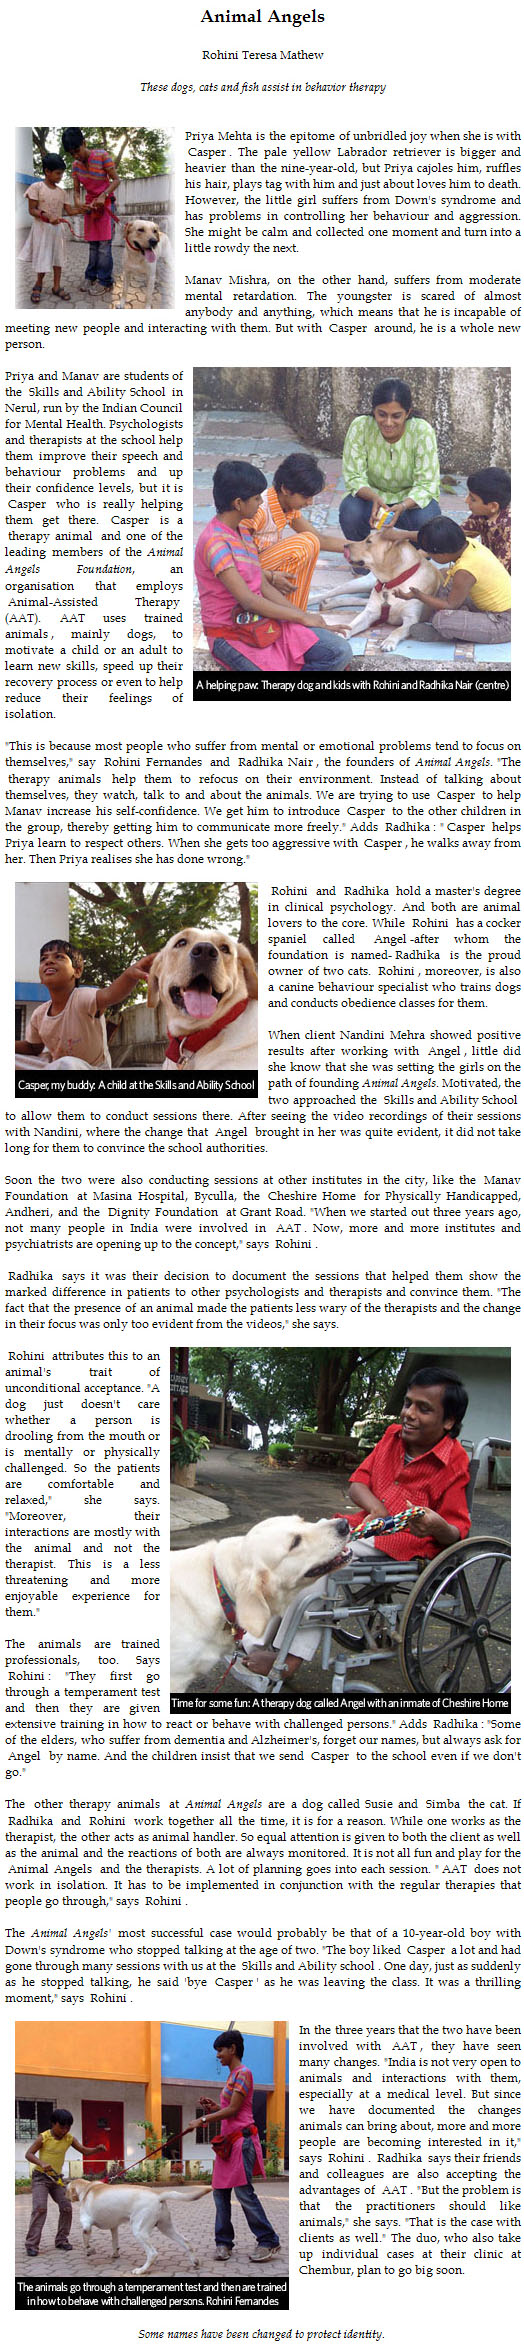 Animal Angels
Rohini Teresa Mathew
These dogs, cats and fish assist in behavior therapy
Priya Mehta is the epitome of unbridled joy when she is with
Casper . The pale yellow Labrador retriever is bigger and
heavier than the nine-year-old, but Priya cajoles him, ruffles
his hair, plays tag with him and just about loves him to death.
However, the little girl suffers from Down's syndrome and
has problems in controlling her behaviour and aggression.
She might be calm and collected one moment and turn into a
little rowdy the next.
Manav Mishra, on the other hand, suffers from moderate
mental retardation. The youngster is scared of almost
anybody and anything, which means that he is incapable of
meeting new people and interacting with them. But with Casper around, he is a whole new
person.
Priya and Manav are students of
the Skills and Ability School in
Nerul, run by the Indian Council
for Mental Health. Psychologists
and therapists at the school help
them improve their speech and
behaviour problems and up
their confidence levels, but it is
Casper who is really helping
them get there. Casper is a
therapy animal and one of the
leading members of the Animal
Angels Foundation, an
organisation that employs
Animal-Assisted Therapy
(AAT). AAT uses trained
animals , mainly dogs, to
motivate a child or an adult to
learn new skills, speed up their
recovery process or even to help
reduce their feelings of
isolation.
A helping paw: Therapy dog and kids with Rohini and Radhika Nair (centre)
"This is because most people who suffer from mental or emotional problems tend to focus on
themselves," say Rohini Fernandes and Radhika Nair , the founders of Animal Angels. "The
therapy animals help them to refocus on their environment. Instead of talking about
themselves, they watch, talk to and about the animals. We are trying to use Casper to help
Manav increase his self-confidence. We get him to introduce Casper to the other children in
the group, thereby getting him to communicate more freely." Adds Radhika : " Casper helps
Priya learn to respect others. When she gets too aggressive with Casper , he walks away from
her. Then Priya realises she has done wrong."
Casper, my buddy: A child at the Skills and Ability School
Rohini and Radhika hold a master's degree
in clinical psychology. And both are animal
lovers to the core. While Rohini has a cocker
spaniel called Angel -after whom the
foundation is named- Radhika is the proud
owner of two cats. Rohini , moreover, is also
a canine behaviour specialist who trains dogs
and conducts obedience classes for them.
When client Nandini Mehra showed positive
results after working with Angel , little did
she know that she was setting the girls on the
path of founding Animal Angels. Motivated, the
two approached the Skills and Ability School
to allow them to conduct sessions there. After seeing the video recordings of their sessions
with Nandini, where the change that Angel brought in her was quite evident, it did not take
long for them to convince the school authorities.
Soon the two were also conducting sessions at other institutes in the city, like the Manav
Foundation at Masina Hospital, Byculla, the Cheshire Home for Physically Handicapped,
Andheri, and the Dignity Foundation at Grant Road. "When we started out three years ago,
not many people in India were involved in AAT . Now, more and more institutes and
psychiatrists are opening up to the concept," says Rohini .
Radhika says it was their decision to document the sessions that helped them show the
marked difference in patients to other psychologists and therapists and convince them. "The
fact that the presence of an animal made the patients less wary of the therapists and the change
in their focus was only too evident from the videos," she says.
Rohini attributes this to an
animal's trait of
unconditional acceptance. "A
dog just doesn't care
whether a person is
drooling from the mouth or
is mentally or physically
challenged. So the patients
are comfortable and
relaxed," she says.
"Moreover, their
interactions are mostly with
the animal and not the
therapist. This is a less
threatening and more
enjoyable experience for
them."
Time for some fun: A therapy dog called Angel with an inmate of Cheshire Home
The animals are trained
professionals, too. Says
Rohini : "They first go
through a temperament test
and then they are given
extensive training in how to react or behave with challenged persons." Adds Radhika : "Some
of the elders, who suffer from dementia and Alzheimer's, forget our names, but always ask for
Angel by name. And the children insist that we send Casper to the school even if we don't
go."
The other therapy animals at Animal Angels are a dog called Susie and Simba the cat. If
Radhika and Rohini work together all the time, it is for a reason. While one works as the
therapist, the other acts as animal handler. So equal attention is given to both the client as well
as the animal and the reactions of both are always monitored. It is not all fun and play for the
Animal Angels and the therapists. A lot of planning goes into each session. " AAT does not
work in isolation. It has to be implemented in conjunction with the regular therapies that
people go through," says Rohini .
The Animal Angels' most successful case would probably be that of a 10-year-old boy with
Down's syndrome who stopped talking at the age of two. "The boy liked Casper a lot and had
gone through many sessions with us at the Skills and Ability school . One day, just as suddenly
as he stopped talking, he said 'bye Casper ' as he was leaving the class. It was a thrilling
moment," says Rohini .
In the three years that the two have been
involved with AAT , they have seen
many changes. "India is not very open to
animals and interactions with them,
especially at a medical level. But since
we have documented the changes
animals can bring about, more and more
people are becoming interested in it,"
says Rohini . Radhika says their friends
and colleagues are also accepting the
advantages of AAT . "But the problem is
that the practitioners should like
animals," she says. "That is the case with
clients as well." The duo, who also take
up individual cases at their clinic at
Chembur, plan to go big soon.
The animals go through a temperament test and then are trained
in how to behave with challenged persons. Rohini Fernandes
Some names have been changed to protect identity.